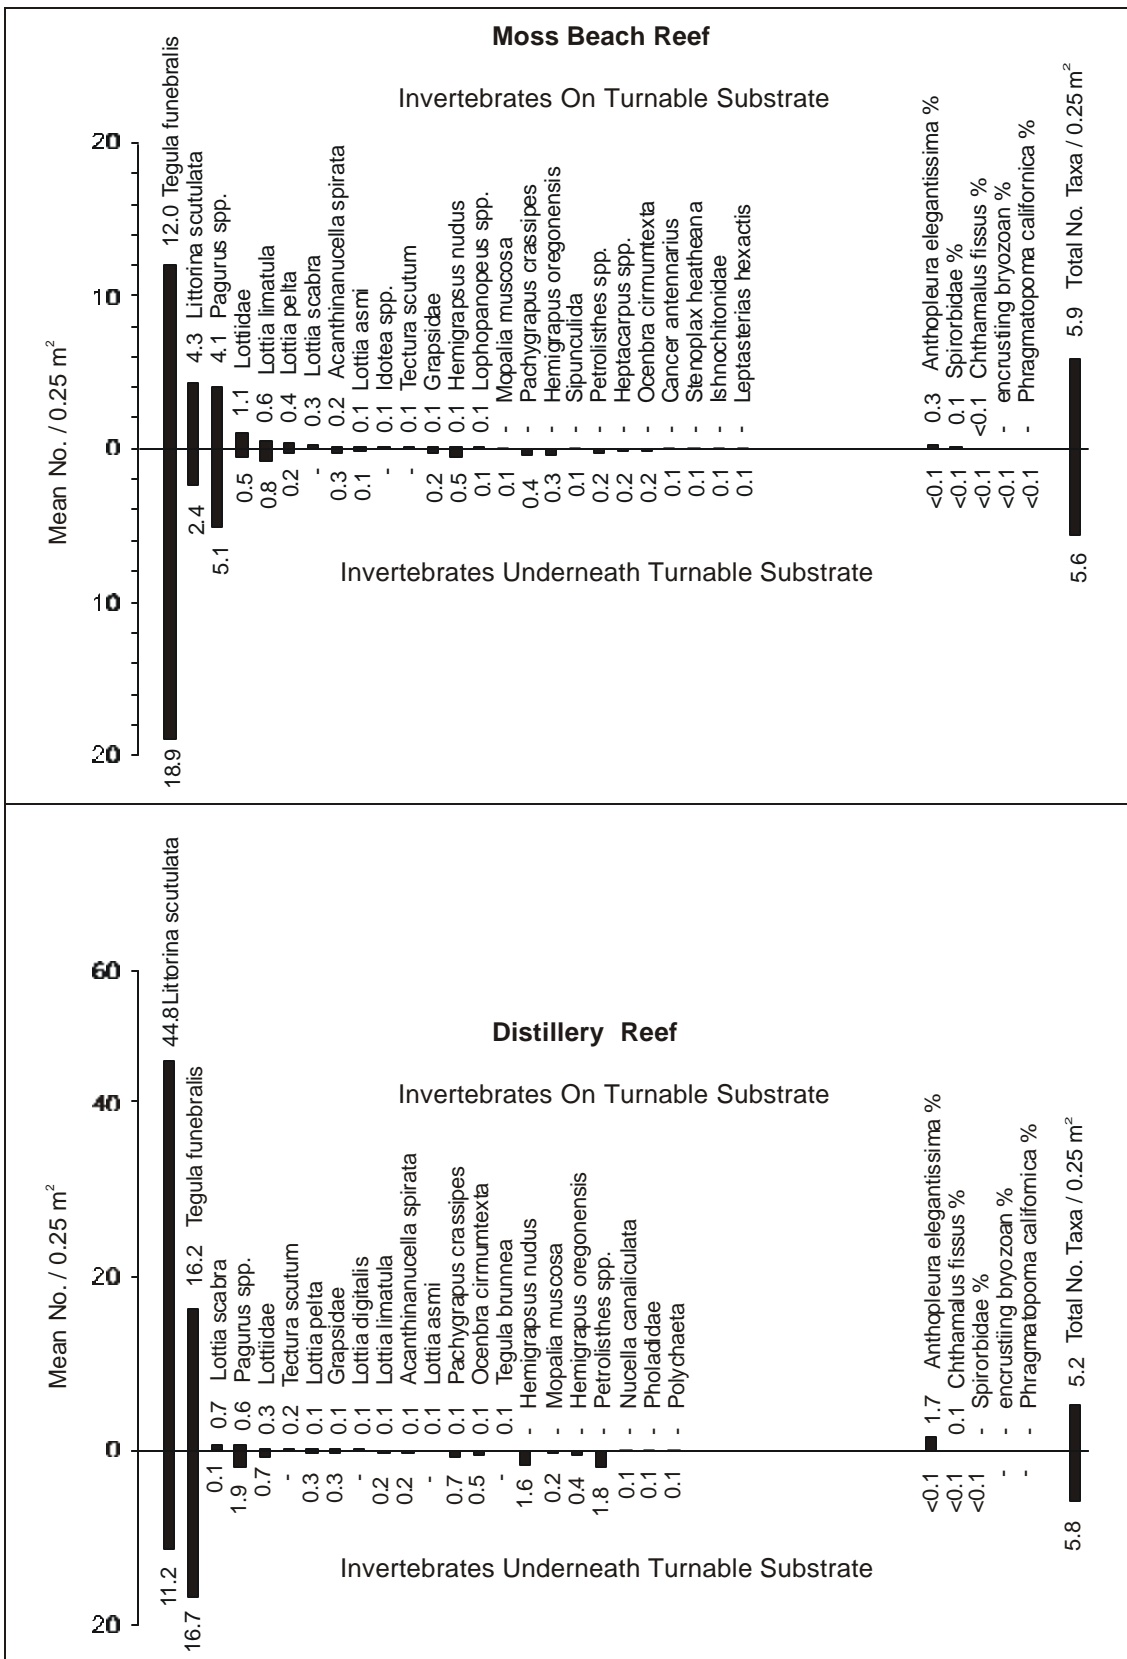 Moss Beach Reef
Invertebrates On Turnable Substrate
Mean No. / 0.25 m²
20
10
0
10
20
12.0 Tegula funebralis
4.3 Littorina scutulata
4.1 Pagurus spp.
1.1 Lottiidae
0.6 Lottia limatula
0.4 Lottia pelta
0.3 Lottia scabra
0.2 Acanthinanucella spirata
0.1 Lottia asmi
0.1 Idotea spp.
0.1 Tectura scutum
0.1 Grapsidae
0.1 Hemigrapsus nudus
0.1 Lophopanopeus spp.
- Mopalia muscosa
- Pachygrapus crassipes
- Hemigrapus oregonensis
- Sipunculida
- Petrolisthes spp.
- Heptacarpus spp.
- Ocenbra cirmumtexta
- Cancer antennarius
- Stenoplax heatheana
- Ishnochitonidae
- Leptasterias hexactis
0.3 Anthopleura elegantissima %
0.1 Spirorbidae %
<0.1 Chthamalus fissus %
- encrusting bryozoan %
- Phragmatopoma californica %
5.9 Total No. Taxa / 0.25 m²
18.9
2.4
5.1
0.5
0.8
0.2
-
0.3
0.1
-
-
0.2
0.5
0.1
0.1
0.4
0.3
0.1
0.2
0.2
0.2
0.1
0.1
0.1
0.1
<0.1
<0.1
<0.1
<0.1
<0.1
5.6
Invertebrates Underneath Turnable Substrate
Distillery Reef
Invertebrates On Turnable Substrate
Mean No. / 0.25 m²
60
40
20
0
20
44.8 Littorina scutulata
16.2 Tegula funebralis
0.7 Lottia scabra
0.6 Pagurus spp.
0.3 Lottiidae
0.2 Tectura scutum
0.1 Lottia pelta
0.1 Grapsidae
0.1 Lottia digitalis
0.1 Lottia limatula
0.1 Acanthinanucella spirata
0.1 Lottia asmi
0.1 Pachygrapus crassipes
0.1 Ocenbra cirmumtexta
0.1 Tegula brunnea
- Hemigrapsus nudus
- Mopalia muscosa
- Hemigrapus oregonensis
- Petrolisthes spp.
- Nucella canaliculata
- Pholadidae
- Polychaeta
1.7 Anthopleura elegantissima %
0.1 Chthamalus fissus %
- Spirorbidae %
- encrustiing bryozoan %
- Phragmatopoma californica %
5.2 Total No. Taxa / 0.25 m²
11.2
16.7
0.1
1.9
0.7
-
0.3
0.3
-
0.2
0.2
-
0.7
0.5
-
1.6
0.2
0.4
1.8
0.1
0.1
0.1
<0.1
<0.1
<0.1
-
-
5.8
Invertebrates Underneath Turnable Substrate